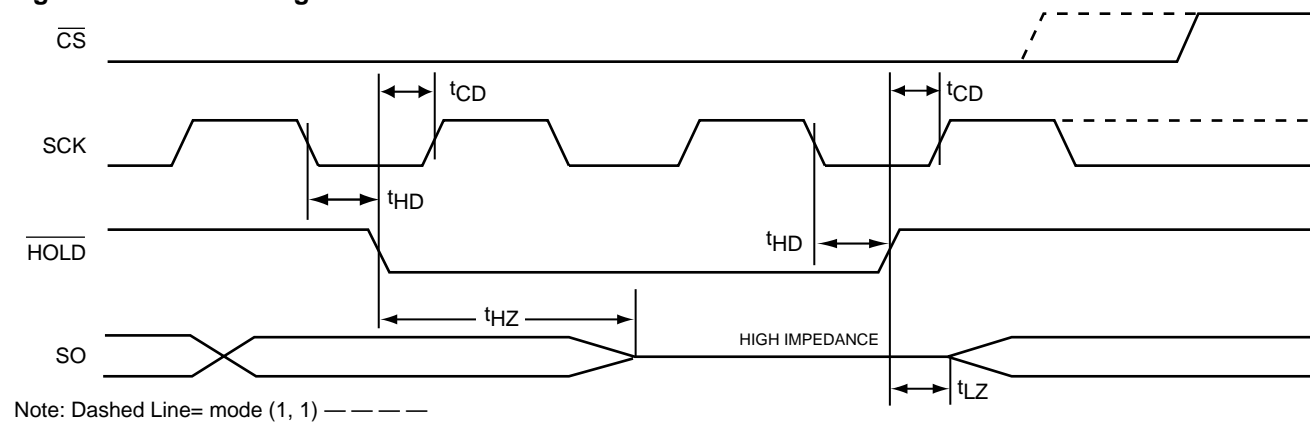 CS
tCD
tCD
SCK
tHD
HOLD
tHD
tHZ
HIGH IMPEDANCE
SO
tLZ
Note: Dashed Line= mode (1, 1) — — — —